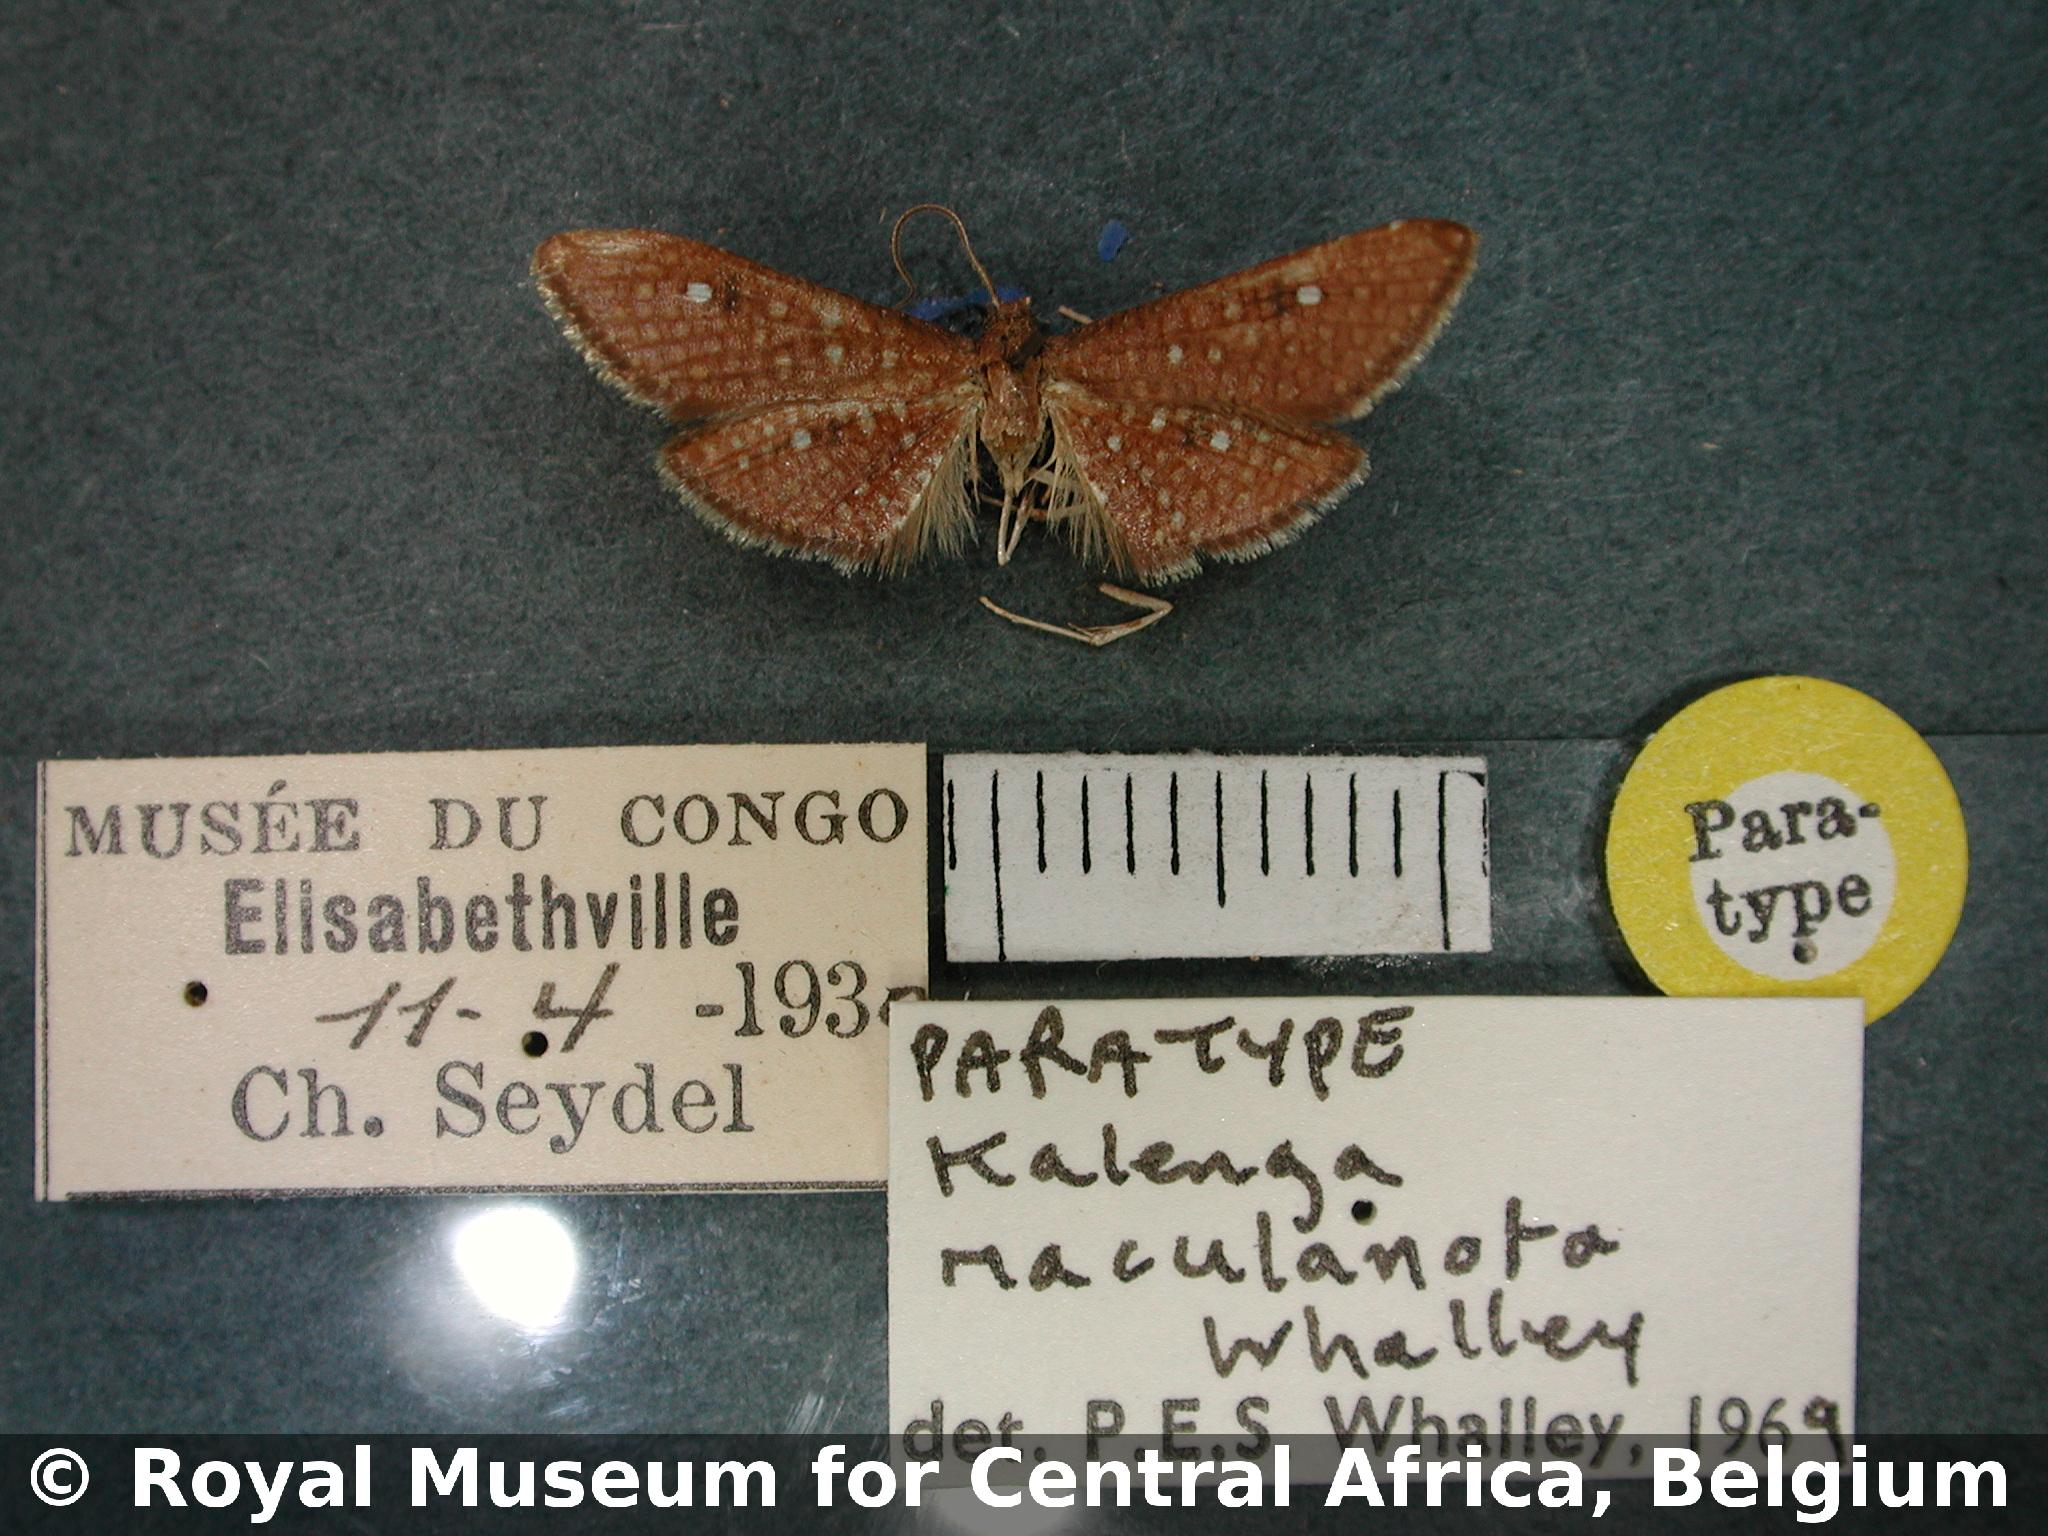 MUSÉE DU CONGO
Elisabethville
11-4-193
Ch. Seydel
Para-
type
PARATYPE
Kalenga
maculanota
Whalley
det. P.E.S. Whalley, 1969
© Royal Museum for Central Africa, Belgium